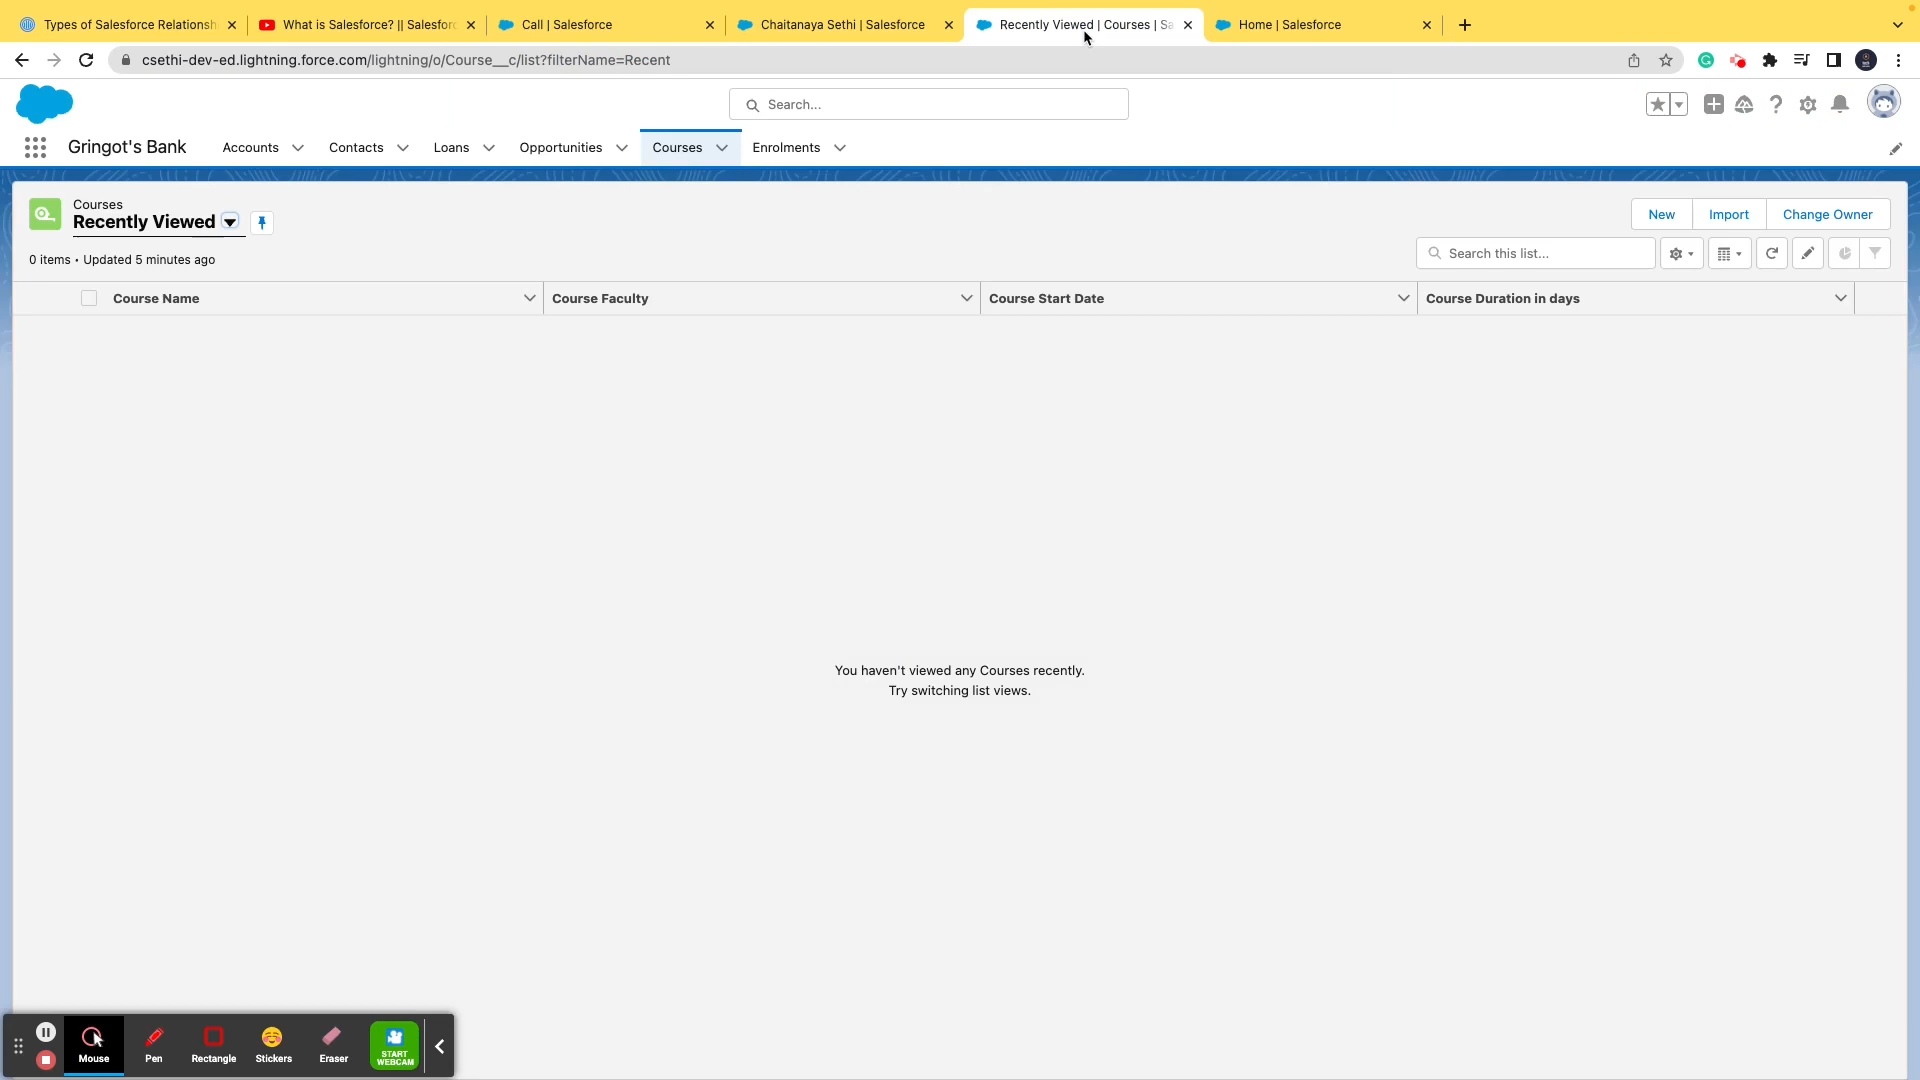 Types of Salesforce Relationsh
What is Salesforce? || Salesforc
Call | Salesforce
Chaitanaya Sethi | Salesforce
Recently Viewed | Courses | Sa
Home | Salesforce
csethi-dev-ed.lightning.force.com/lightning/o/Course__c/list?filterName=Recent
Search...
Gringot's Bank
Accounts
Contacts
Loans
Opportunities
Courses
Enrolments
Courses
Recently Viewed
New
Import
Change Owner
0 items • Updated 5 minutes ago
Search this list...
Course Name
Course Faculty
Course Start Date
Course Duration in days
You haven't viewed any Courses recently.
Try switching list views.
Mouse
Pen
Rectangle
Stickers
Eraser
START
WEBCAM